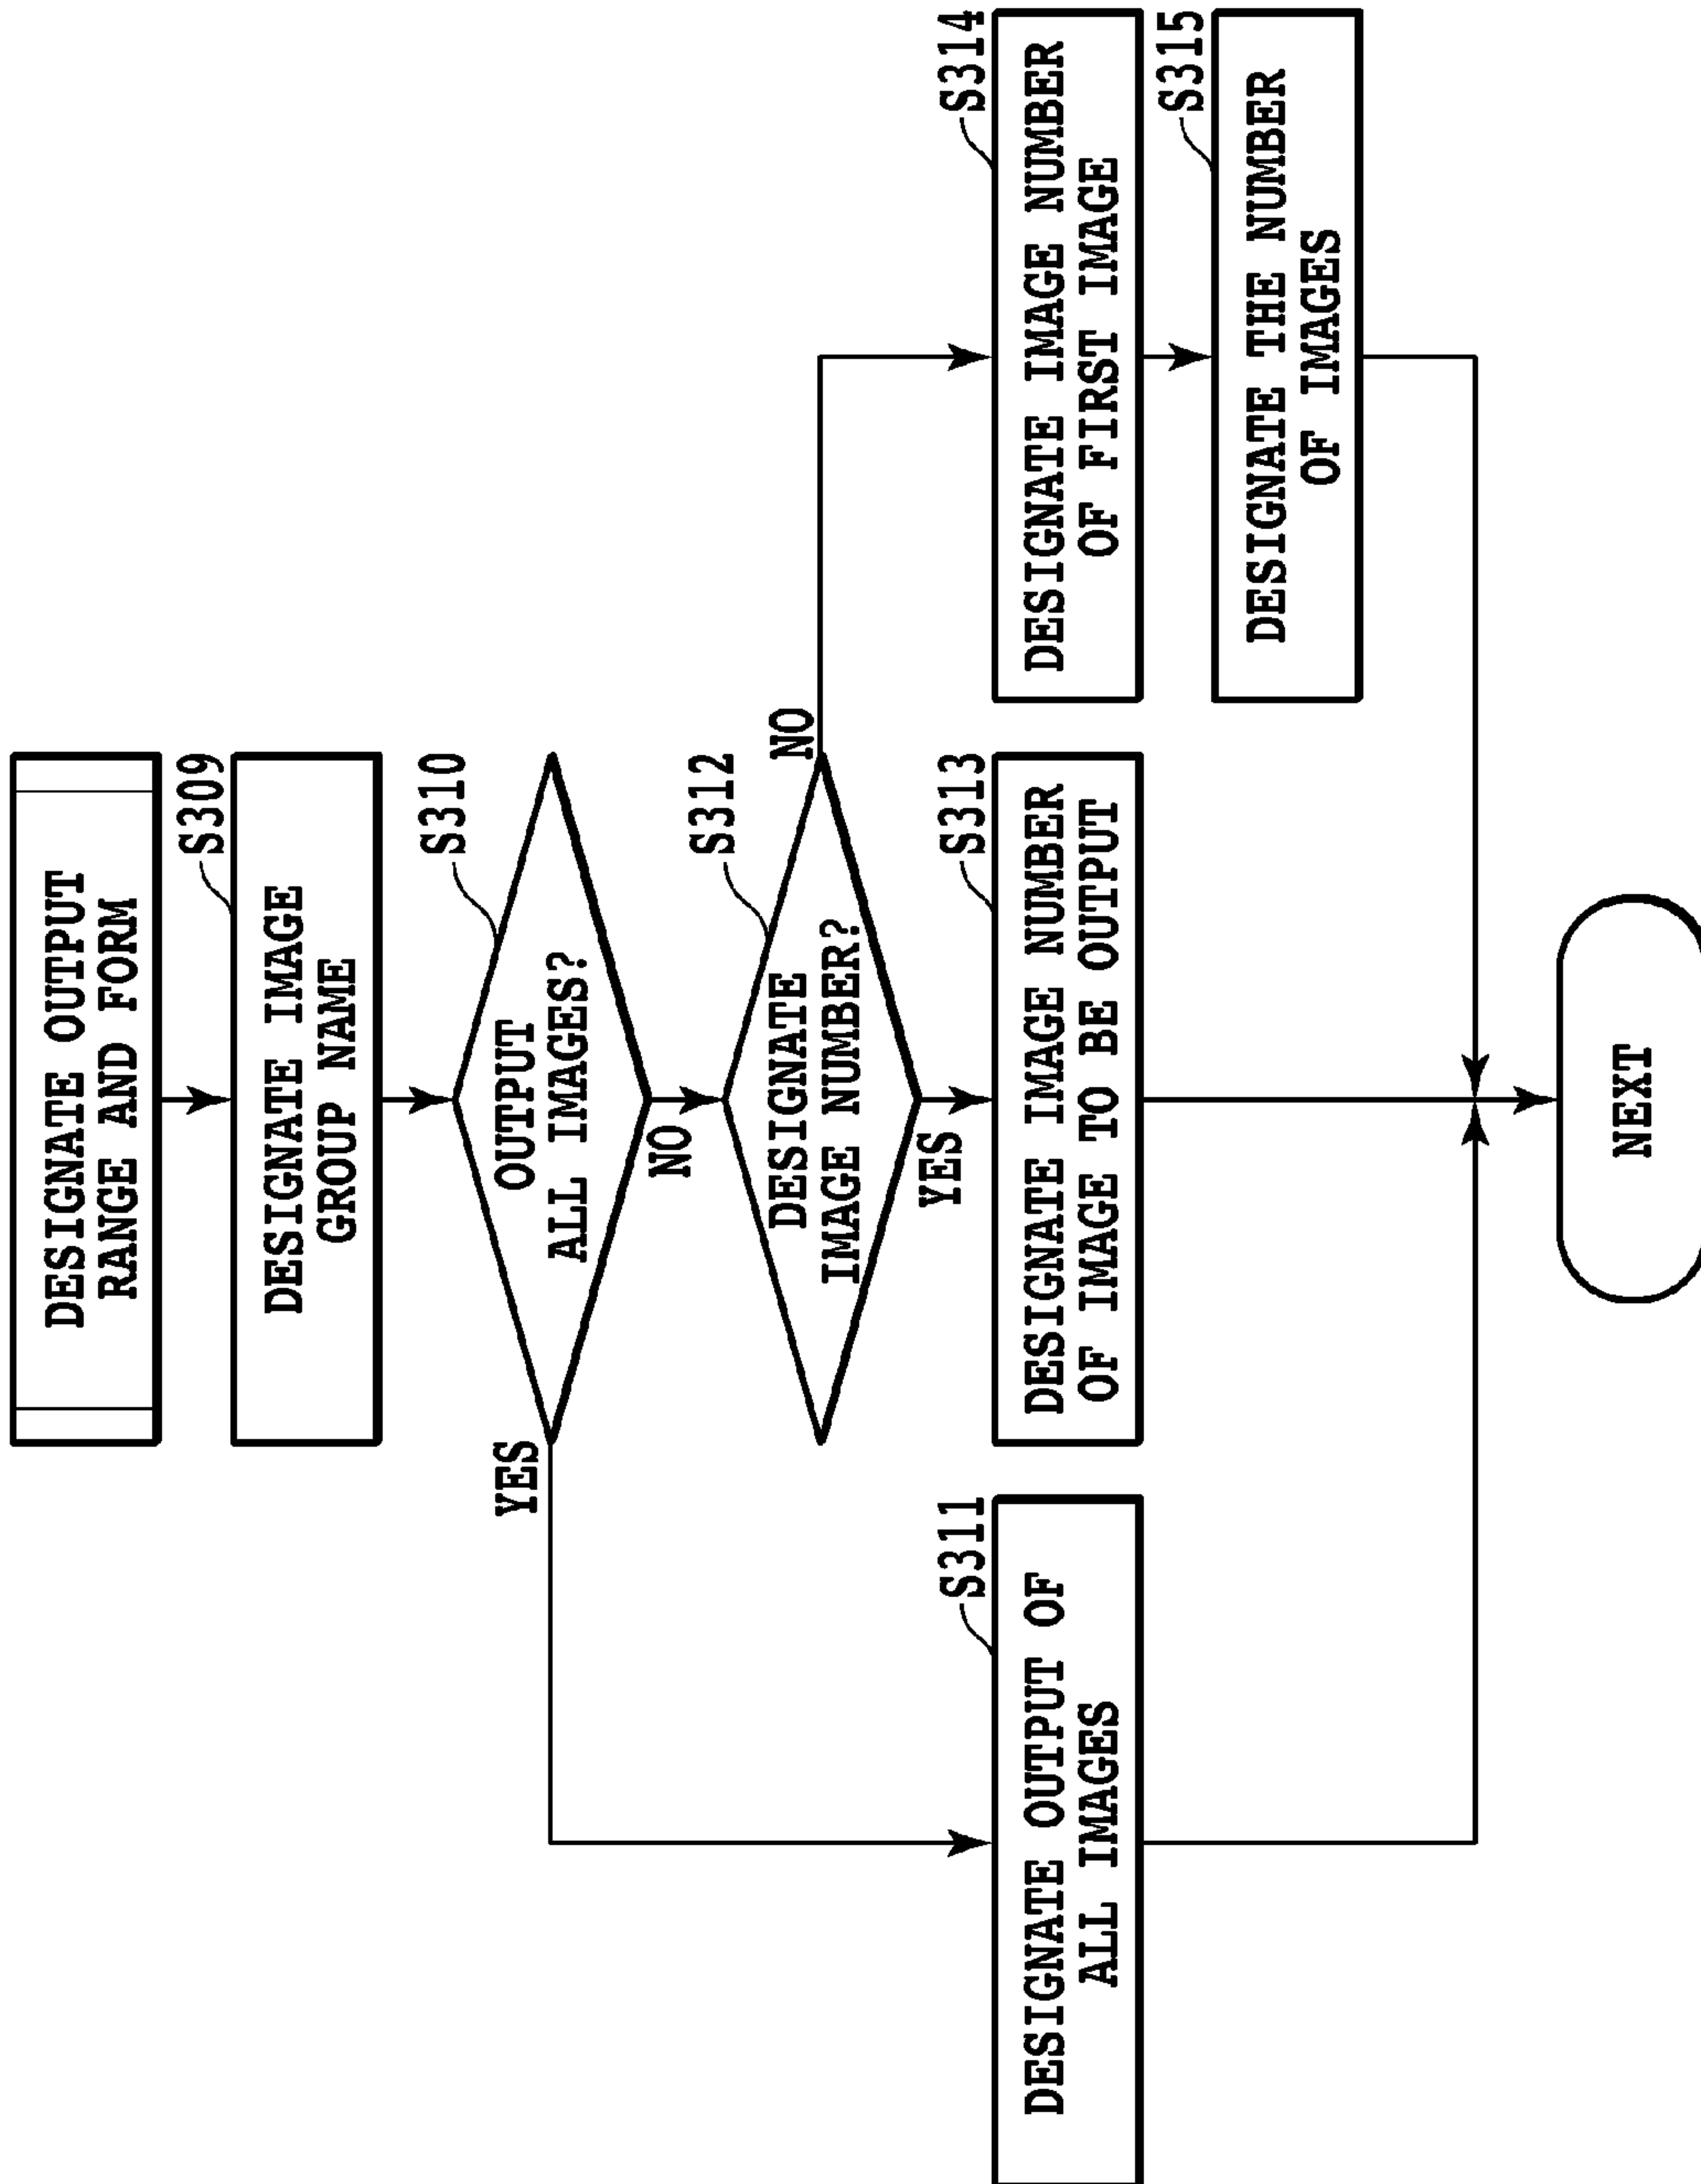 DESIGNATE OUTPUT
RANGE AND FORM
S309
DESIGNATE IMAGE
GROUP NAME
S310
OUTPUT
ALL IMAGES?
YES
NO
S312
DESIGNATE
IMAGE NUMBER?
NO
YES
S311
DESIGNATE OUTPUT OF
ALL IMAGES
S313
DESIGNATE IMAGE NUMBER
OF IMAGE TO BE OUTPUT
S314
DESIGNATE IMAGE NUMBER
OF FIRST IMAGE
S315
DESIGNATE THE NUMBER
OF IMAGES
NEXT